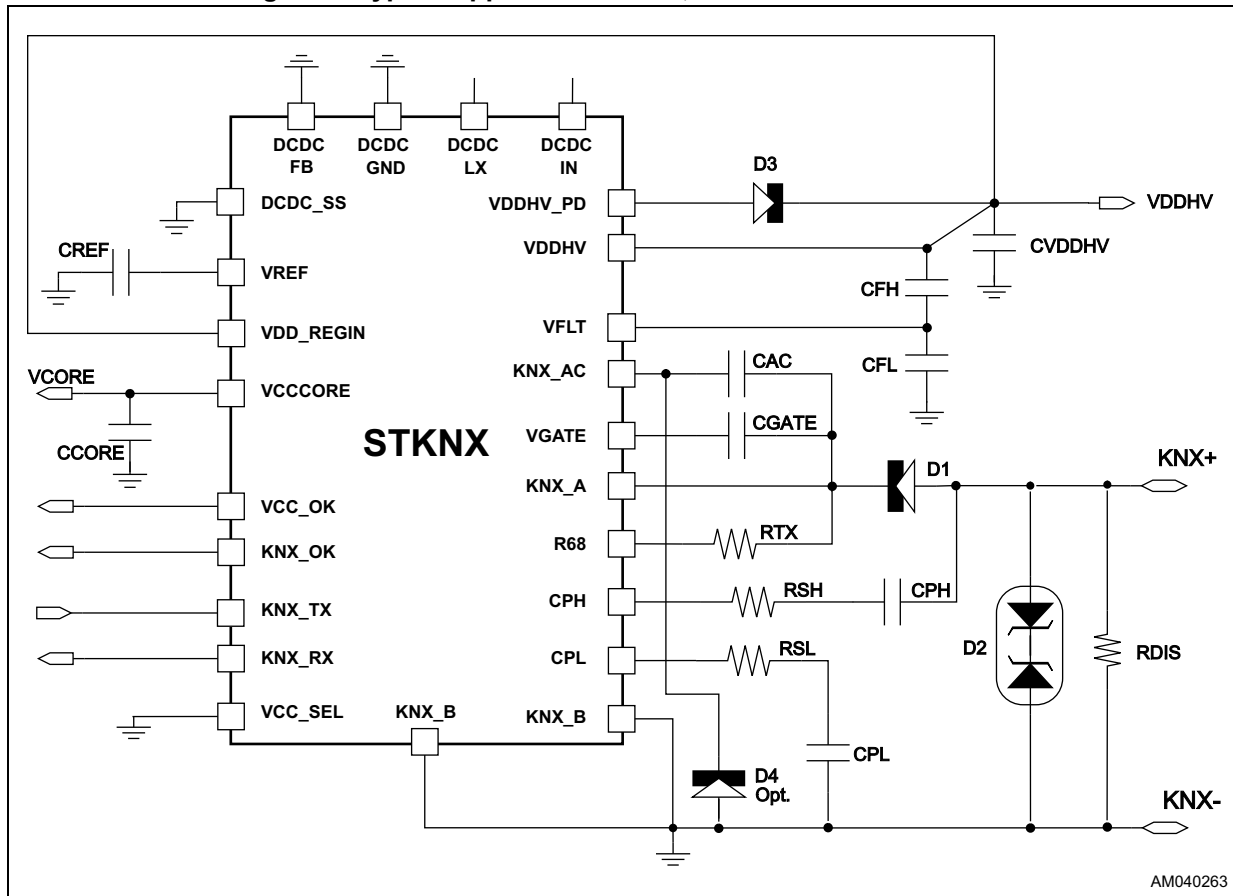 DCDC FB
DCDC GND
DCDC LX
DCDC IN
DCDC_SS
CREF
VREF
VDD_REGIN
VCORE
VCCCORE
CCORE
VCC_OK
KNX_OK
KNX_TX
KNX_RX
VCC_SEL
KNX_B
STKNX
VDDHV_PD
VDDHV
VFLT
KNX_AC
VGATE
KNX_A
R68
CPH
CPL
KNX_B
D3
VDDHV
CVDDHV
CFH
CFL
CAC
CGATE
D1
KNX+
RTX
RSH
CPH
RSL
D2
RDIS
CPL
D4
Opt.
KNX-
AM040263